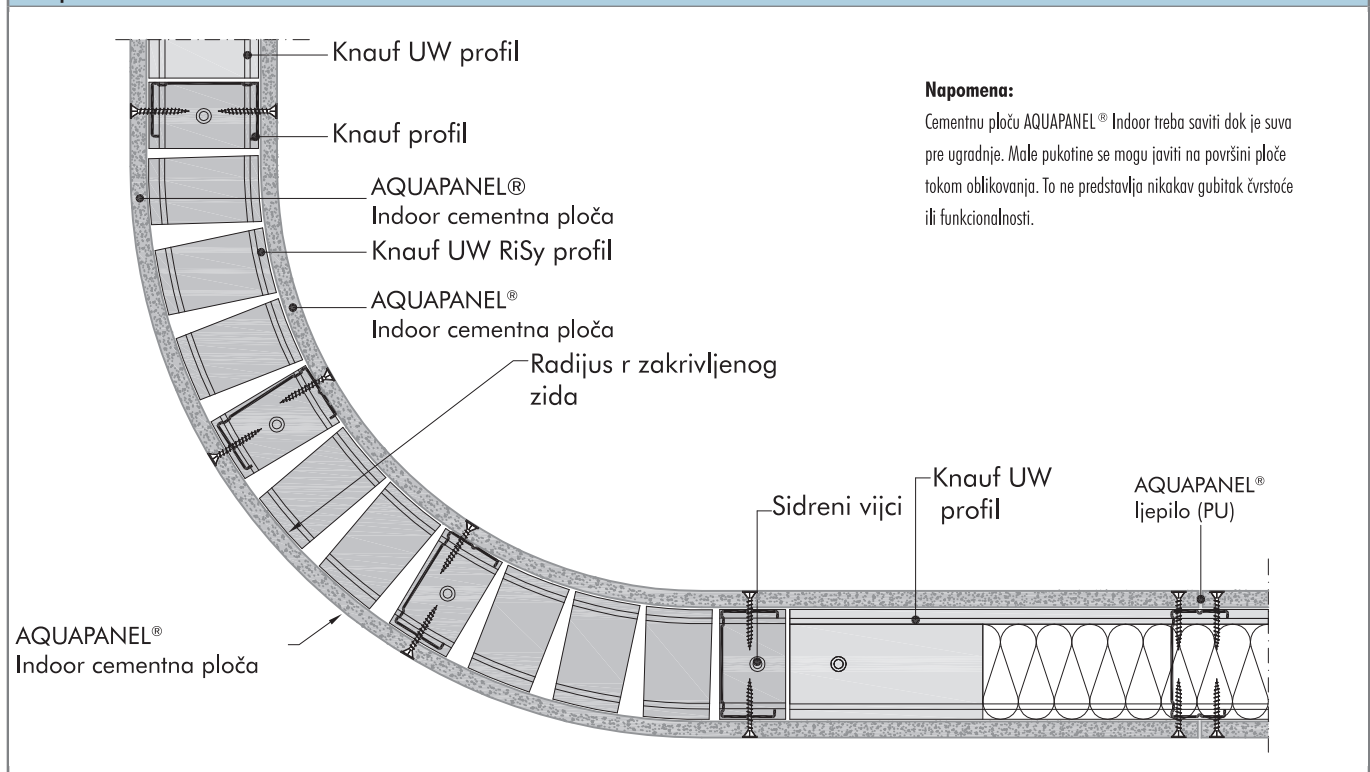 Knauf UW profil
Knauf profil
AQUAPANEL®
Indoor cementna ploča
Knauf UW RiSy profil
AQUAPANEL®
Indoor cementna ploča
Radijus r zakrivljenog
zida
Napomena:
Cementnu ploču AQUAPANEL® Indoor treba saviti dok je suva
pre ugradnje. Male pukotine se mogu javiti na površini ploče
tokom oblikovanja. To ne predstavlja nikakav gubitak čvrstoće
ili funkcionalnosti.
Sidreni vijci
Knauf UW
profil
AQUAPANEL®
ljepilo (PU)
AQUAPANEL®
Indoor cementna ploča